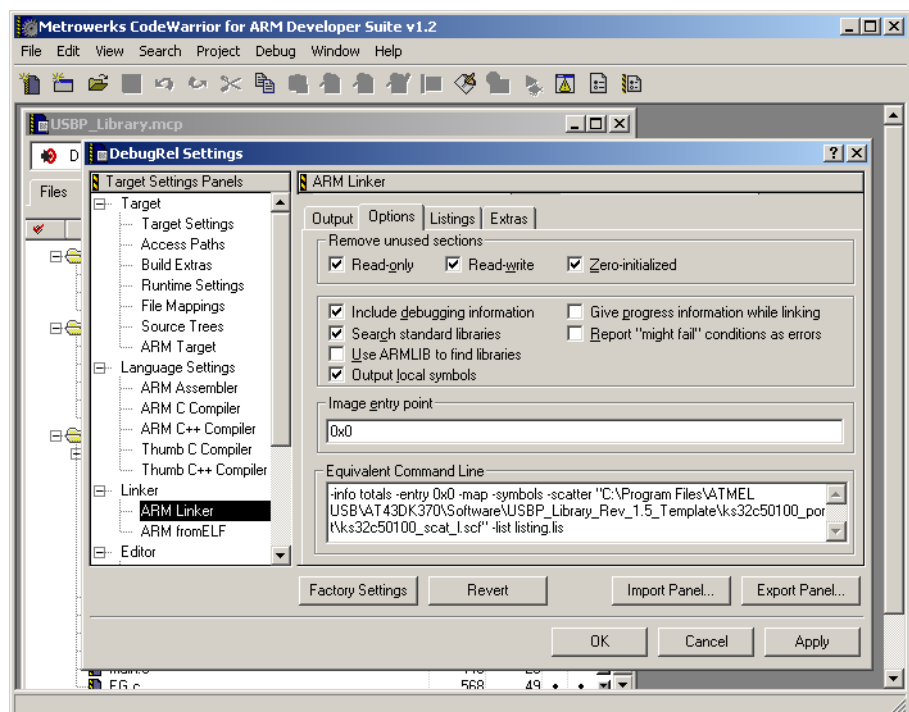 Metrowerks CodeWarrior for ARM Developer Suite v1.2
File Edit View Search Project Debug Window Help
USBP_Library.mcp
D
DebugRel Settings
Files
Target Settings Panels
Target
Target Settings
Access Paths
Build Extras
Runtime Settings
File Mappings
Source Trees
ARM Target
Language Settings
ARM Assembler
ARM C Compiler
ARM C++ Compiler
Thumb C Compiler
Thumb C++ Compiler
Linker
ARM Linker
ARM fromELF
Editor
ARM Linker
Output Options Listings Extras
Remove unused sections
Read-only Read-write Zero-initialized
Include debugging information Give progress information while linking
Search standard libraries Report "might fail" conditions as errors
Use ARMLIB to find libraries
Output local symbols
Image entry point
0x0
Equivalent Command Line
-info totals -entry 0x0 -map -symbols -scatter "C:\Program Files\ATMEL
USB\AT43DK370\Software\USBP_Library_Rev_1.5_Template\ks32c50100_por
t\ks32c50100_scat_l.scf" -list listing.lis
Factory Settings Revert Import Panel... Export Panel...
OK Cancel Apply
568 49